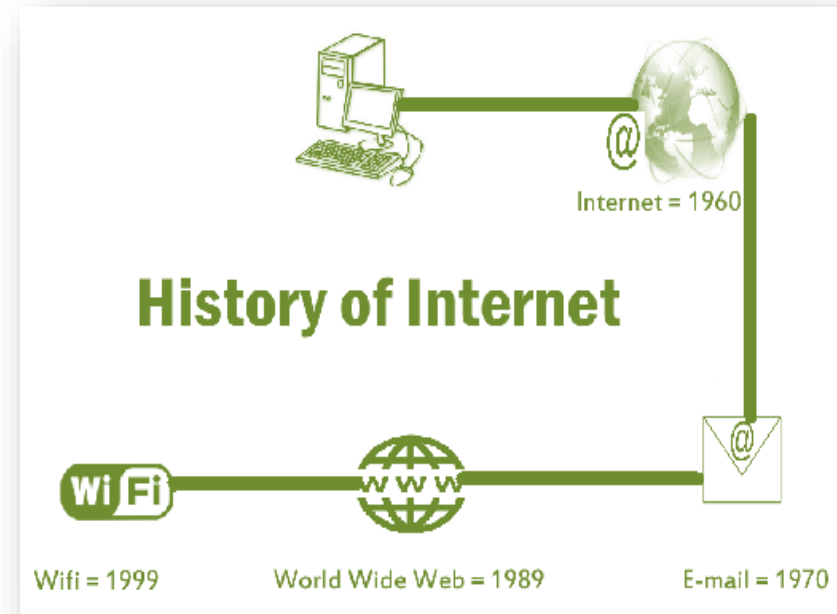 @
Internet = 1960
History of Internet
@
Wi Fi
WWW
Wifi = 1999
World Wide Web = 1989
E-mail = 1970